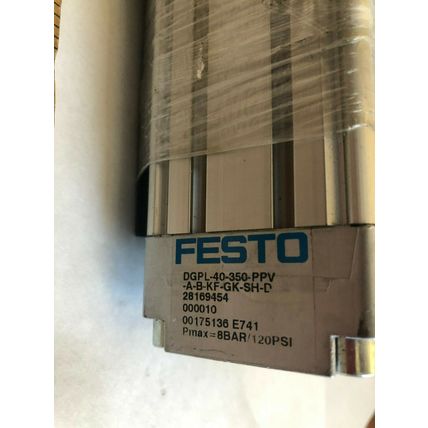 FESTO
DGPL-40-350-PPV
-A-B-KF-GK-SH-D
28169454
000010
00175136 E741
Pmax=8BAR/120PSI